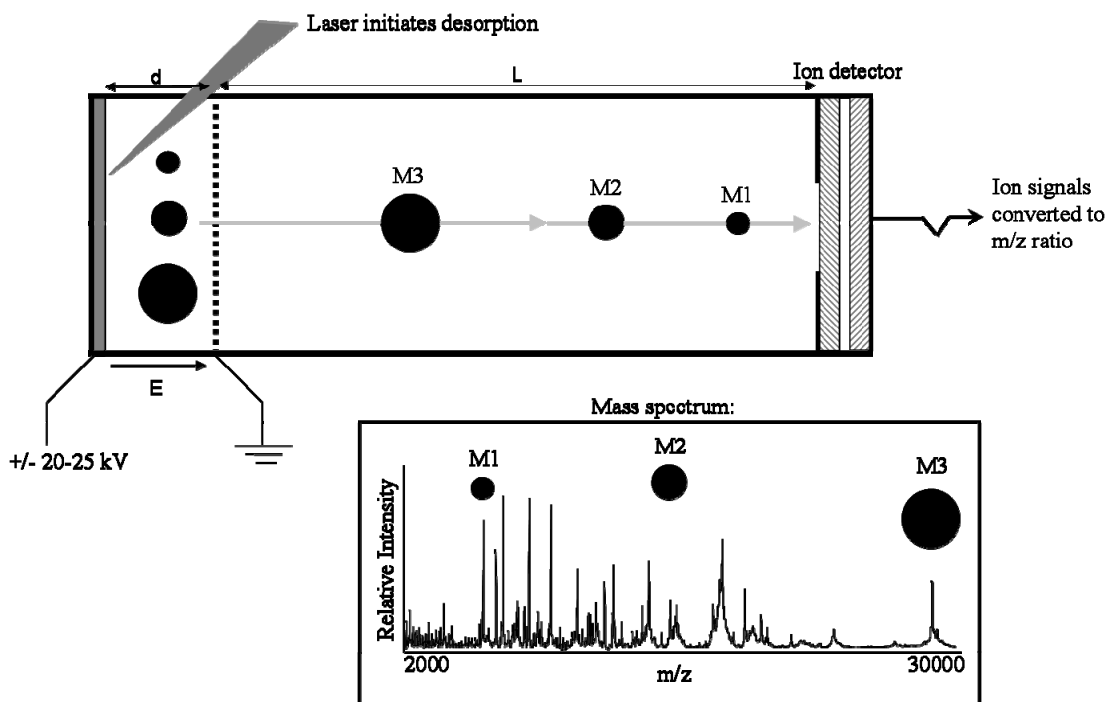 Laser initiates desorption
d
L
Ion detector
M3
M2
M1
Ion signals
converted to
m/z ratio
E
+/- 20-25 kV
Mass spectrum:
M1
M2
M3
Relative Intensity
2000
m/z
30000